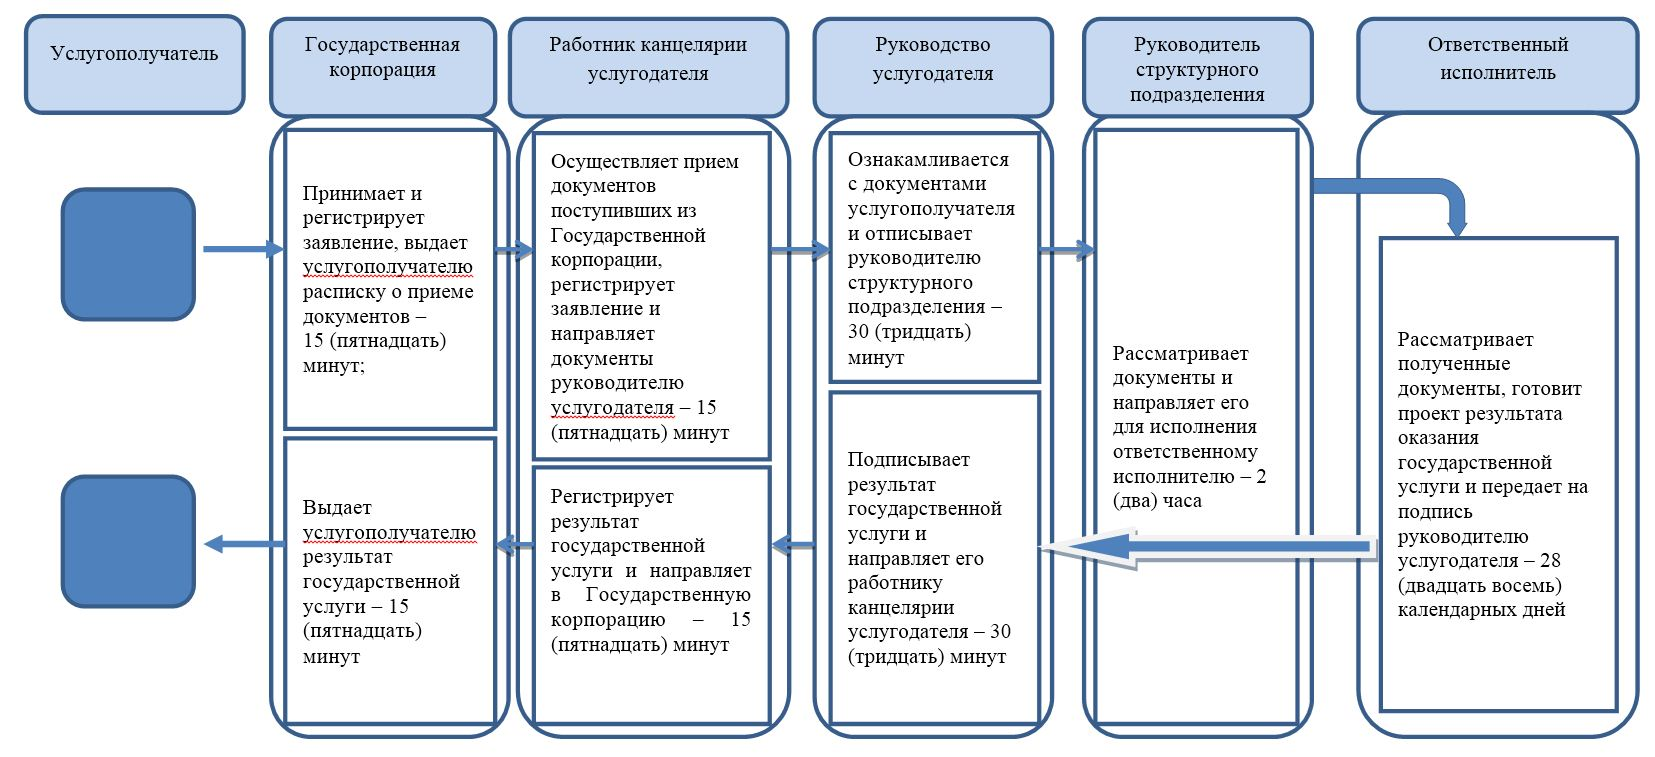 Услугополучатель
Государственная
корпорация
Работник канцелярии
услугодателя
Руководство
услугодателя
Руководитель
структурного
подразделения
Ответственный
исполнитель
Принимает и
регистрирует
заявление, выдает
услугополучателю
расписку о приеме
документов –
15 (пятнадцать)
минут;
Осуществляет прием
документов
поступивших из
Государственной
корпорации,
регистрирует
заявление и
направляет
документы
руководителю
услугодателя – 15
(пятнадцать) минут
Ознакамливается
с документами
услугополучателя
и отписывает
руководителю
структурного
подразделения –
30 (тридцать)
минут
Рассматривает
документы и
направляет его
для исполнения
ответственному
исполнителю – 2
(два) часа
Рассматривает
полученные
документы, готовит
проект результата
оказания
государственной
услуги и передает на
подпись
руководителю
услугодателя – 28
(двадцать восемь)
календарных дней
Подписывает
результат
государственной
услуги и
направляет его
работнику
канцелярии
услугодателя – 30
(тридцать) минут
Регистрирует
результат
государственной
услуги и направляет
в Государственную
корпорацию – 15
(пятнадцать) минут
Выдает
услугополучателю
результат
государственной
услуги – 15
(пятнадцать)
минут